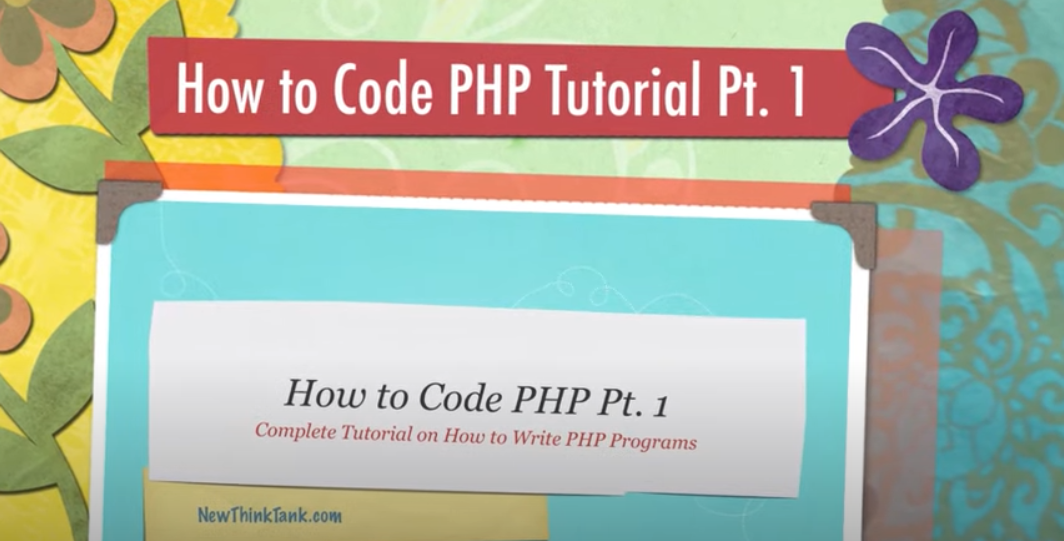 How to Code PHP Tutorial Pt. 1
How to Code PHP Pt. 1
Complete Tutorial on How to Write PHP Programs
NewThinkTank.com